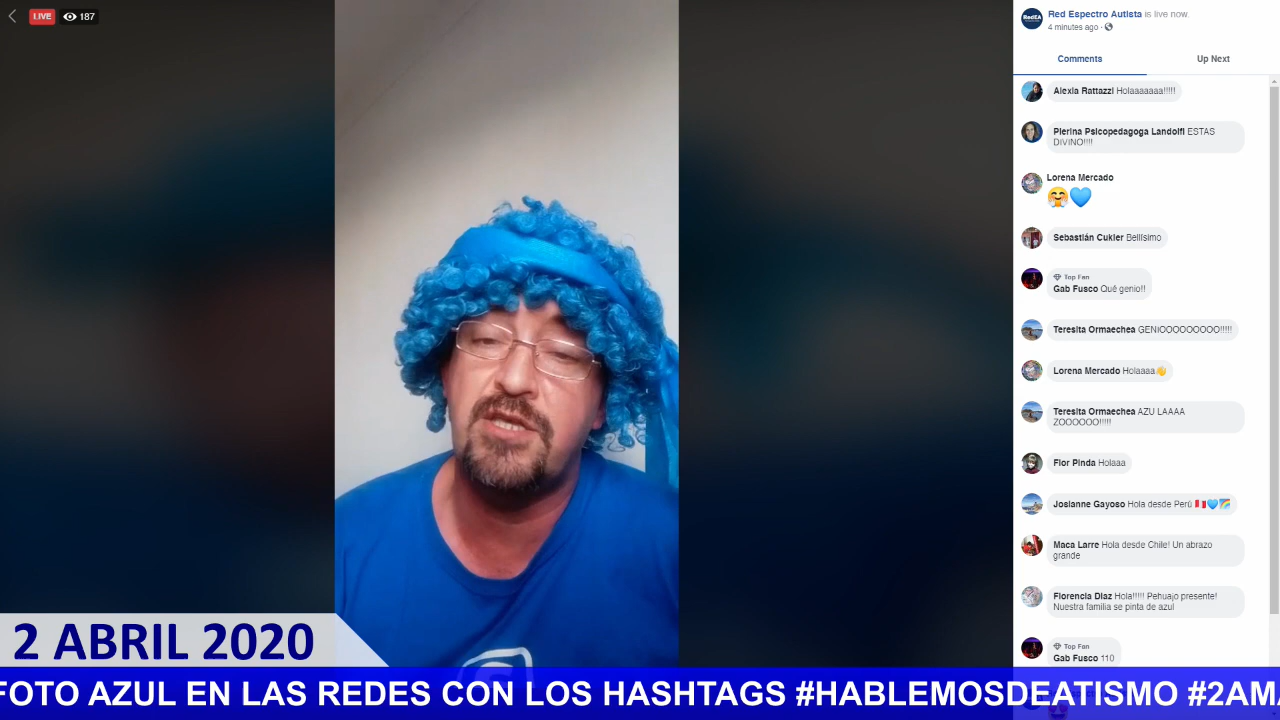 LIVE 187
RedEA
Red Espectro Autista is live now.
4 minutes ago
Comments Up Next
Alexia Rattazzi Holaaaaaaa!!!!!
Pierina Psicopedagoga Landolfi ESTAS
DIVINO!!!!
Lorena Mercado
Sebastián Cukier Bellísimo
Top Fan
Gab Fusco Qué genio!!
Teresita Ormaechea GENiOOOOOOOOO!!!!!
Lorena Mercado Holaaaa
Teresita Ormaechea AZU LAAAA
ZOOOOOO!!!!!
Flor Pinda Holaaa
Josianne Gayoso Hola desde Perú
Maca Larre Hola desde Chile! Un abrazo
grande
Florencia Diaz Hola!!!!! Pehuajo presente!
Nuestra familia se pinta de azul
Top Fan
Gab Fusco 110
2 ABRIL 2020
FOTO AZUL EN LAS REDES CON LOS HASHTAGS #HABLEMOSDEATISMO #2AM